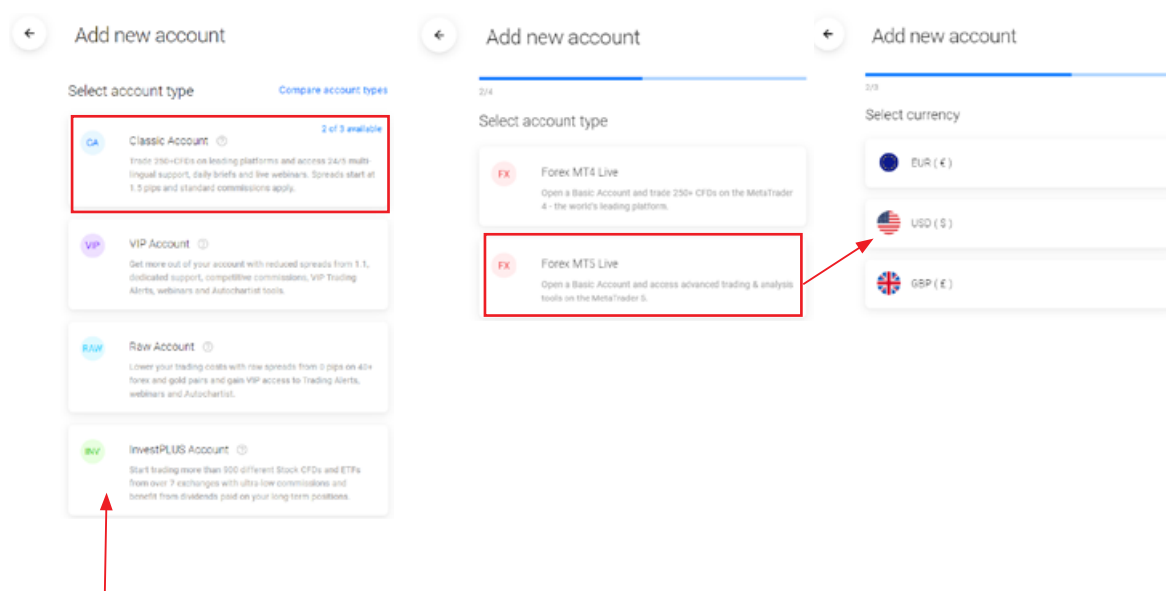 Add new account
Select account type
Compare account types
CA
Classic Account
2 of 3 available
Trade 250+CFDs on leading platforms and access 24/5 multi-
lingual support, daily briefs and live webinars. Spreads start at
1.5 pips and standard commissions apply.
VIP
VIP Account
Get more out of your account with reduced spreads from 1.1,
dedicated support, competitive commissions, VIP Trading
Alerts, webinars and Autochartist tools.
RAW
Raw Account
Lower your trading costs with raw spreads from 0 pips on 40+
forex and gold pairs and gain VIP access to Trading Alerts,
webinars and Autochartist.
INV
InvestPLUS Account
Start trading more than 900 different Stock CFDs and ETFs
from over 7 exchanges with ultra-low commissions and
benefit from dividends paid on your long term positions.
Add new account
2/4
Select account type
FX
Forex MT4 Live
Open a Basic Account and trade 250+ CFDs on the MetaTrader
4 - the world's leading platform.
FX
Forex MT5 Live
Open a Basic Account and access advanced trading & analysis
tools on the MetaTrader 5.
Add new account
2/3
Select currency
EUR ( € )
USD ( $ )
GBP ( £ )